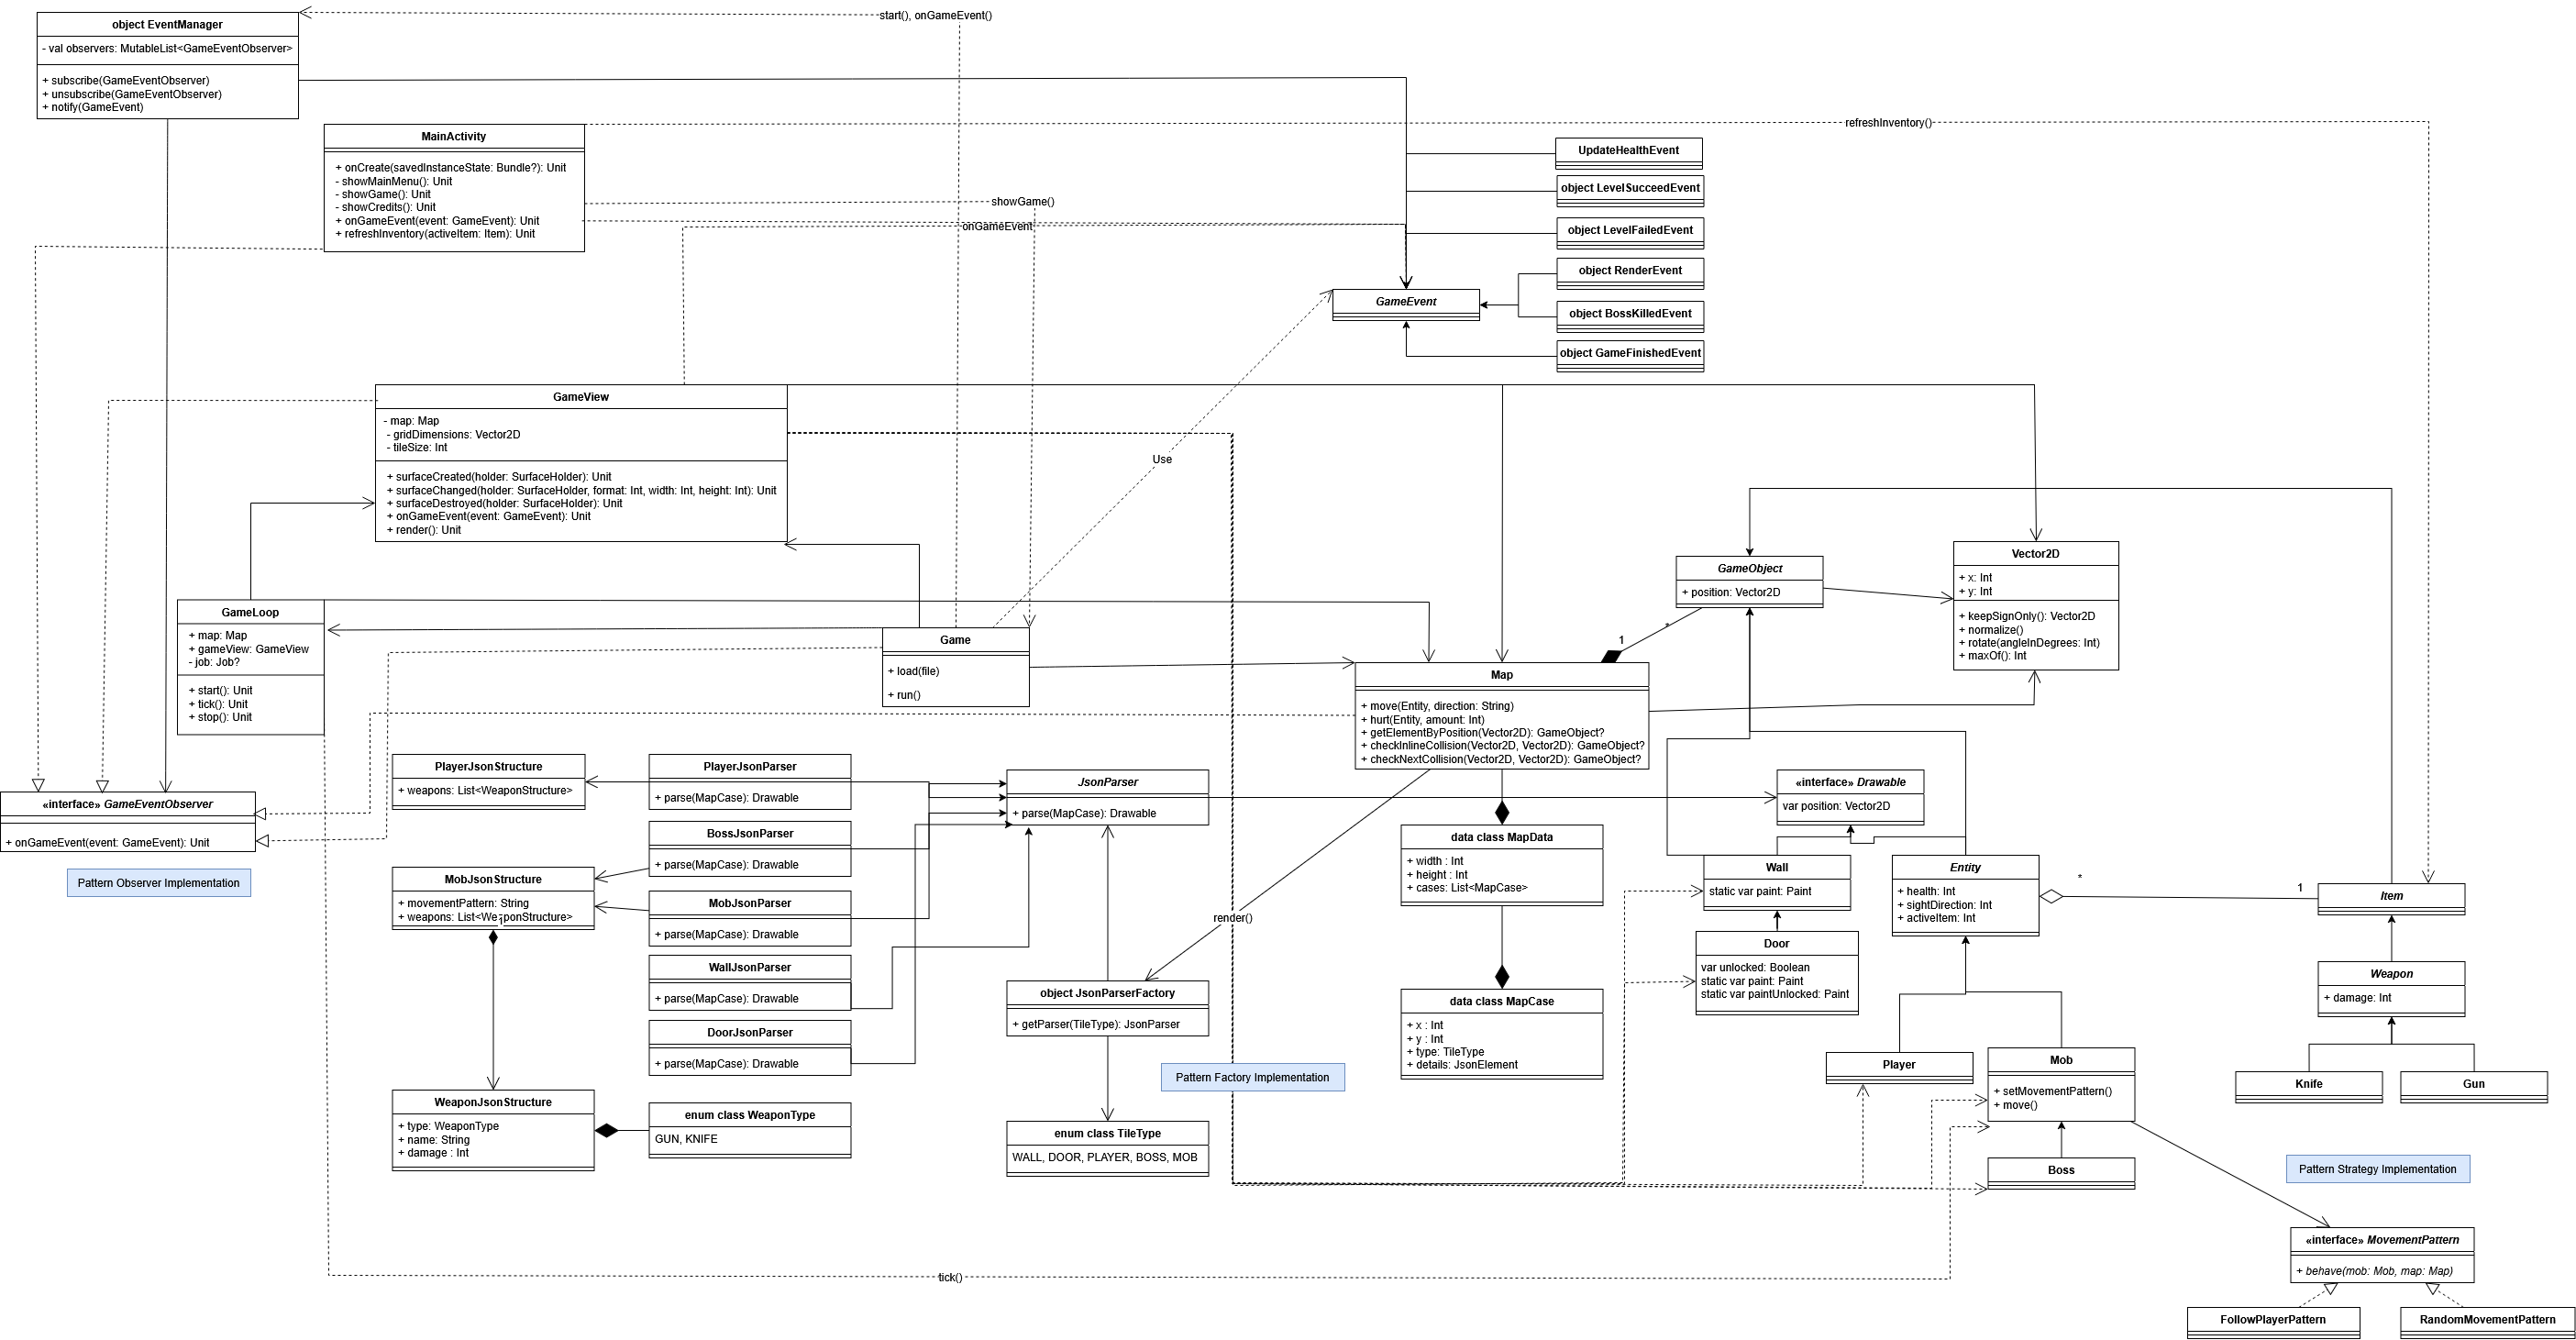 object EventManager
- val observers: MutableList<GameEventObserver>
+ subscribe(GameEventObserver)
+ unsubscribe(GameEventObserver)
+ notify(GameEvent)
start(), onGameEvent()
MainActivity
+ onCreate(savedInstanceState: Bundle?): Unit
- showMainMenu(): Unit
- showGame(): Unit
- showCredits(): Unit
+ onGameEvent(event: GameEvent): Unit
+ refreshInventory(activeItem: Item): Unit
refreshInventory()
showGame()
onGameEvent
UpdateHealthEvent
object LevelSucceedEvent
object LevelFailedEvent
object RenderEvent
object BossKilledEvent
object GameFinishedEvent
GameEvent
GameView
- map: Map
- gridDimensions: Vector2D
- tileSize: Int
+ surfaceCreated(holder: SurfaceHolder): Unit
+ surfaceChanged(holder: SurfaceHolder, format: Int, width: Int, height: Int): Unit
+ surfaceDestroyed(holder: SurfaceHolder): Unit
+ onGameEvent(event: GameEvent): Unit
+ render(): Unit
Use
GameObject
+ position: Vector2D
Vector2D
+ x: Int
+ y: Int
+ keepSignOnly(): Vector2D
+ normalize()
+ rotate(angleInDegrees: Int)
+ maxOf(): Int
GameLoop
+ map: Map
+ gameView: GameView
- job: Job?
+ start(): Unit
+ tick(): Unit
+ stop(): Unit
Game
+ load(file)
+ run()
1
*
Map
+ move(Entity, direction: String)
+ hurt(Entity, amount: Int)
+ getElementByPosition(Vector2D): GameObject?
+ checkInlineCollision(Vector2D, Vector2D): GameObject?
+ checkNextCollision(Vector2D, Vector2D): GameObject?
«interface» GameEventObserver
+ onGameEvent(event: GameEvent): Unit
Pattern Observer Implementation
PlayerJsonStructure
+ weapons: List<WeaponStructure>
PlayerJsonParser
+ parse(MapCase): Drawable
BossJsonParser
+ parse(MapCase): Drawable
MobJsonStructure
+ movementPattern: String
+ weapons: List<WeaponStructure>
1
MobJsonParser
+ parse(MapCase): Drawable
WallJsonParser
+ parse(MapCase): Drawable
DoorJsonParser
+ parse(MapCase): Drawable
WeaponJsonStructure
+ type: WeaponType
+ name: String
+ damage : Int
enum class WeaponType
GUN, KNIFE
JsonParser
+ parse(MapCase): Drawable
object JsonParserFactory
+ getParser(TileType): JsonParser
enum class TileType
WALL, DOOR, PLAYER, BOSS, MOB
Pattern Factory Implementation
render()
data class MapData
+ width : Int
+ height : Int
+ cases: List<MapCase>
data class MapCase
+ x : Int
+ y : Int
+ type: TileType
+ details: JsonElement
«interface» Drawable
var position: Vector2D
Wall
static var paint: Paint
Door
var unlocked: Boolean
static var paint: Paint
static var paintUnlocked: Paint
Entity
+ health: Int
+ sightDirection: Int
+ activeItem: Int
*
1
Item
Weapon
+ damage: Int
Knife
Gun
Player
Mob
+ setMovementPattern()
+ move()
Boss
Pattern Strategy Implementation
«interface» MovementPattern
+ behave(mob: Mob, map: Map)
tick()
FollowPlayerPattern
RandomMovementPattern